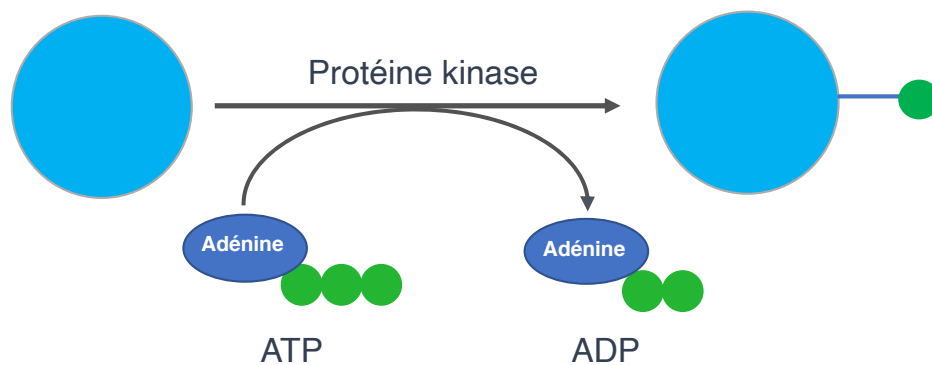 Protéine kinase
Adénine
Adénine
ATP
ADP